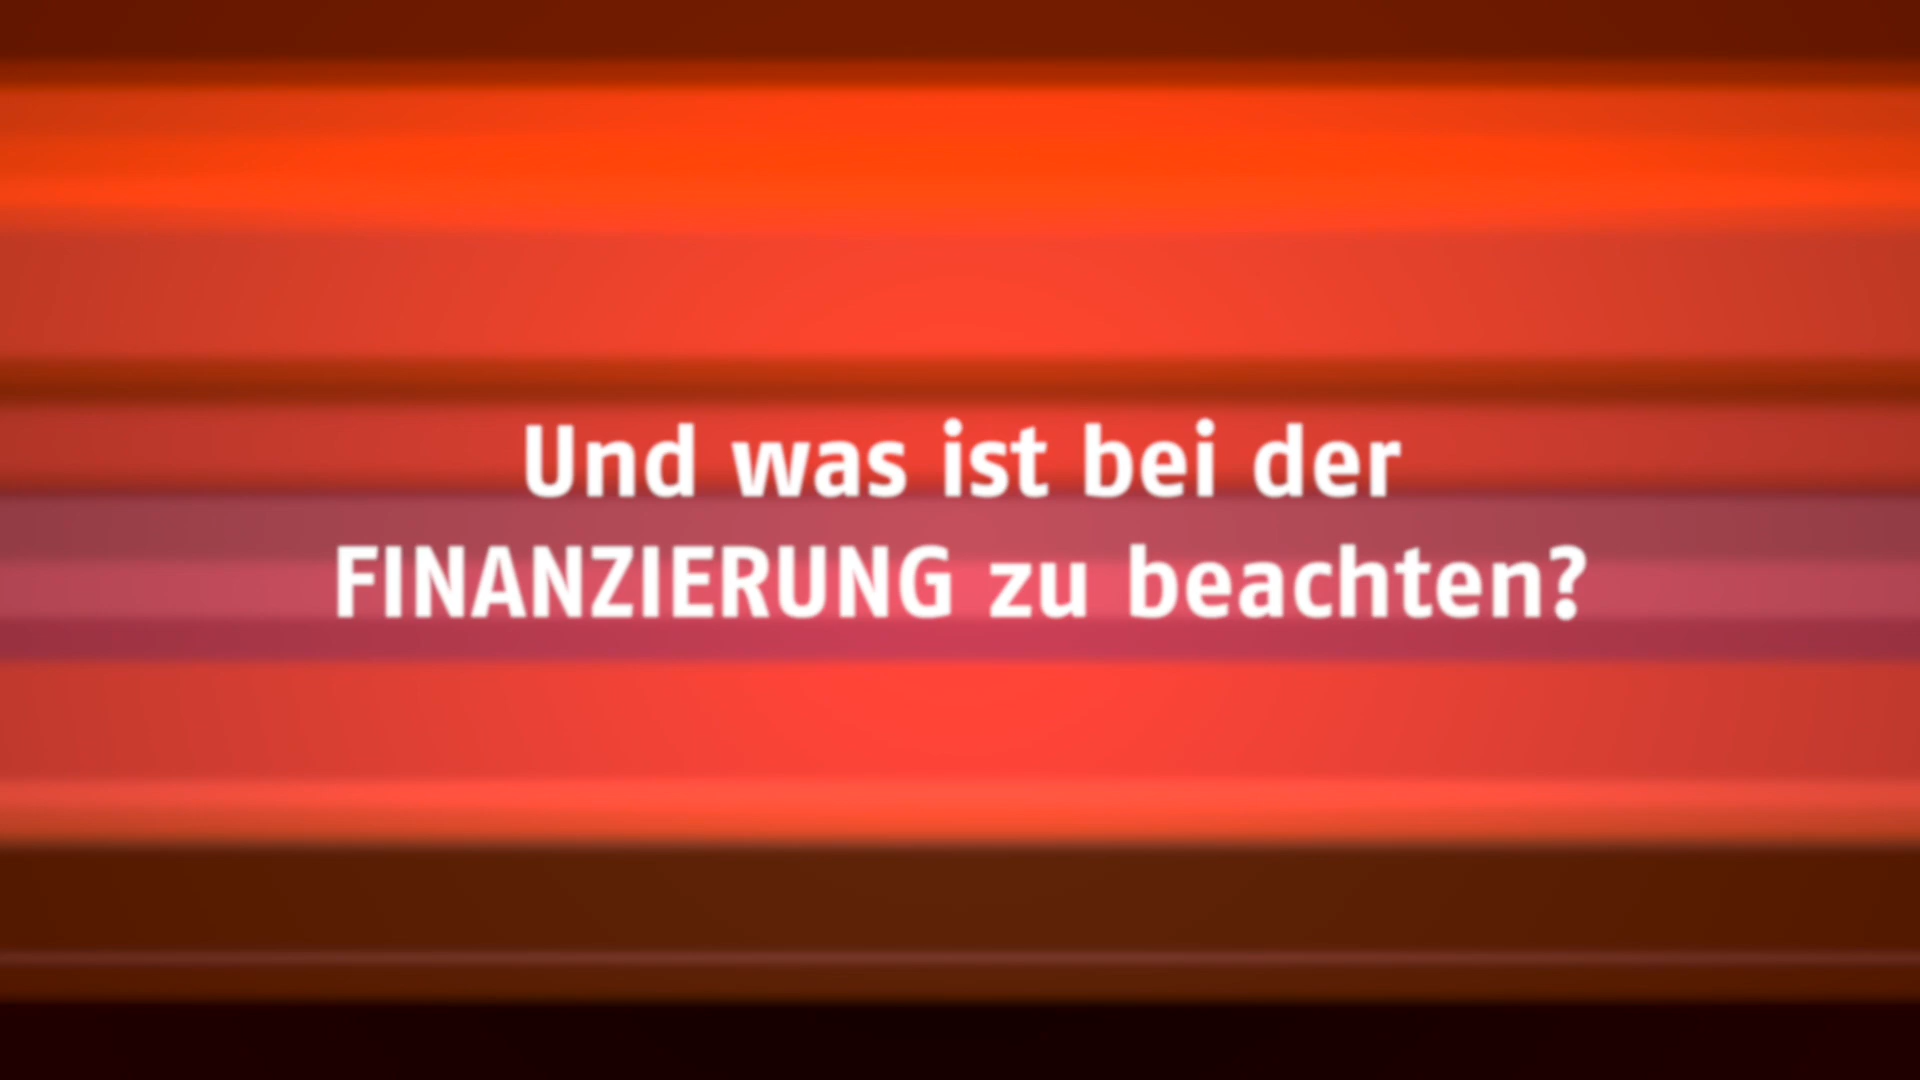 Und was ist bei der
FINANZIERUNG zu beachten?